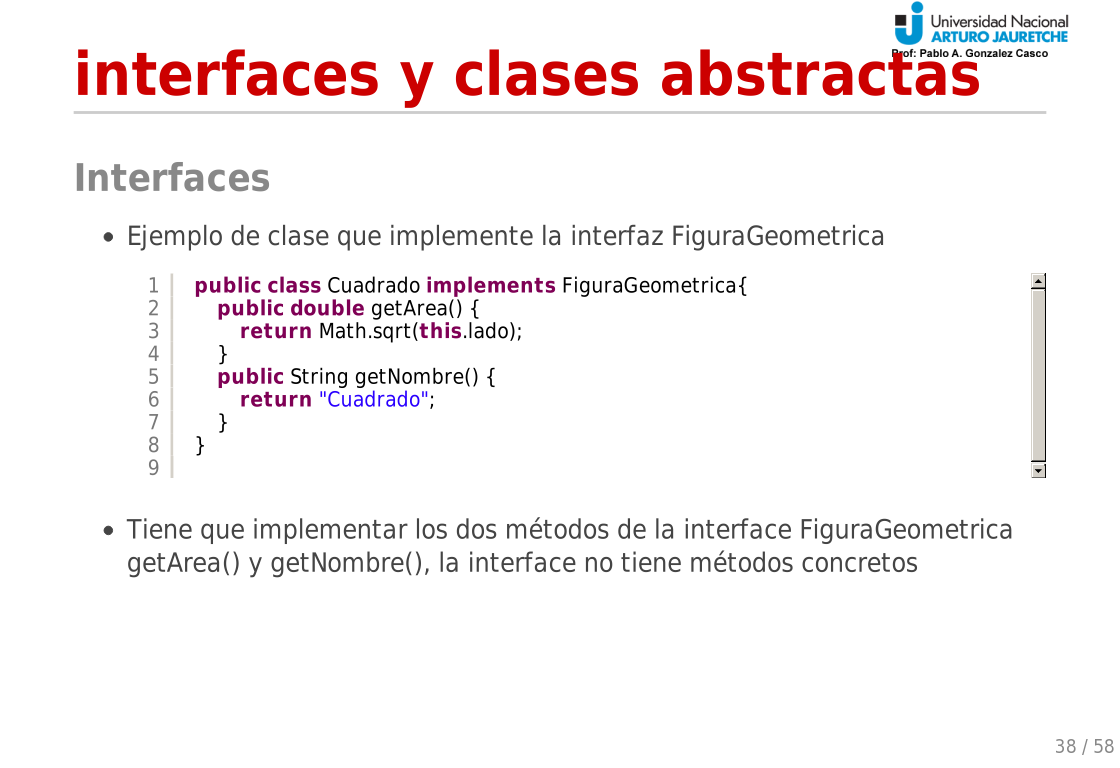 Universidad Nacional
ARTURO JAURETCHE
Prof: Pablo A. Gonzalez Casco
interfaces y clases abstractas
Interfaces
• Ejemplo de clase que implemente la interfaz FiguraGeometrica
1 public class Cuadrado implements FiguraGeometrica{
2 public double getArea() {
3 return Math.sqrt(this.lado);
4 }
5 public String getNombre() {
6 return "Cuadrado";
7 }
8 }
9
• Tiene que implementar los dos métodos de la interface FiguraGeometrica
getArea() y getNombre(), la interface no tiene métodos concretos
38 / 58